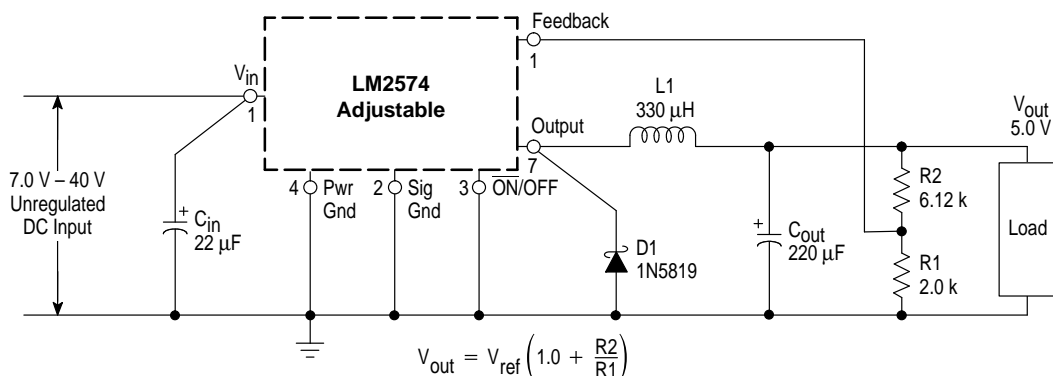 Feedback
1
L1
330 µH
V_in
1
LM2574
Adjustable
Output
7
V_out
5.0 V
7.0 V – 40 V
Unregulated
DC Input
+
C_in
22 µF
4 Pwr
Gnd
2 Sig
Gnd
3 O̅N̅/OFF
D1
1N5819
+
C_out
220 µF
R2
6.12 k
R1
2.0 k
Load
V_out = V_ref (1.0 + R2/R1)